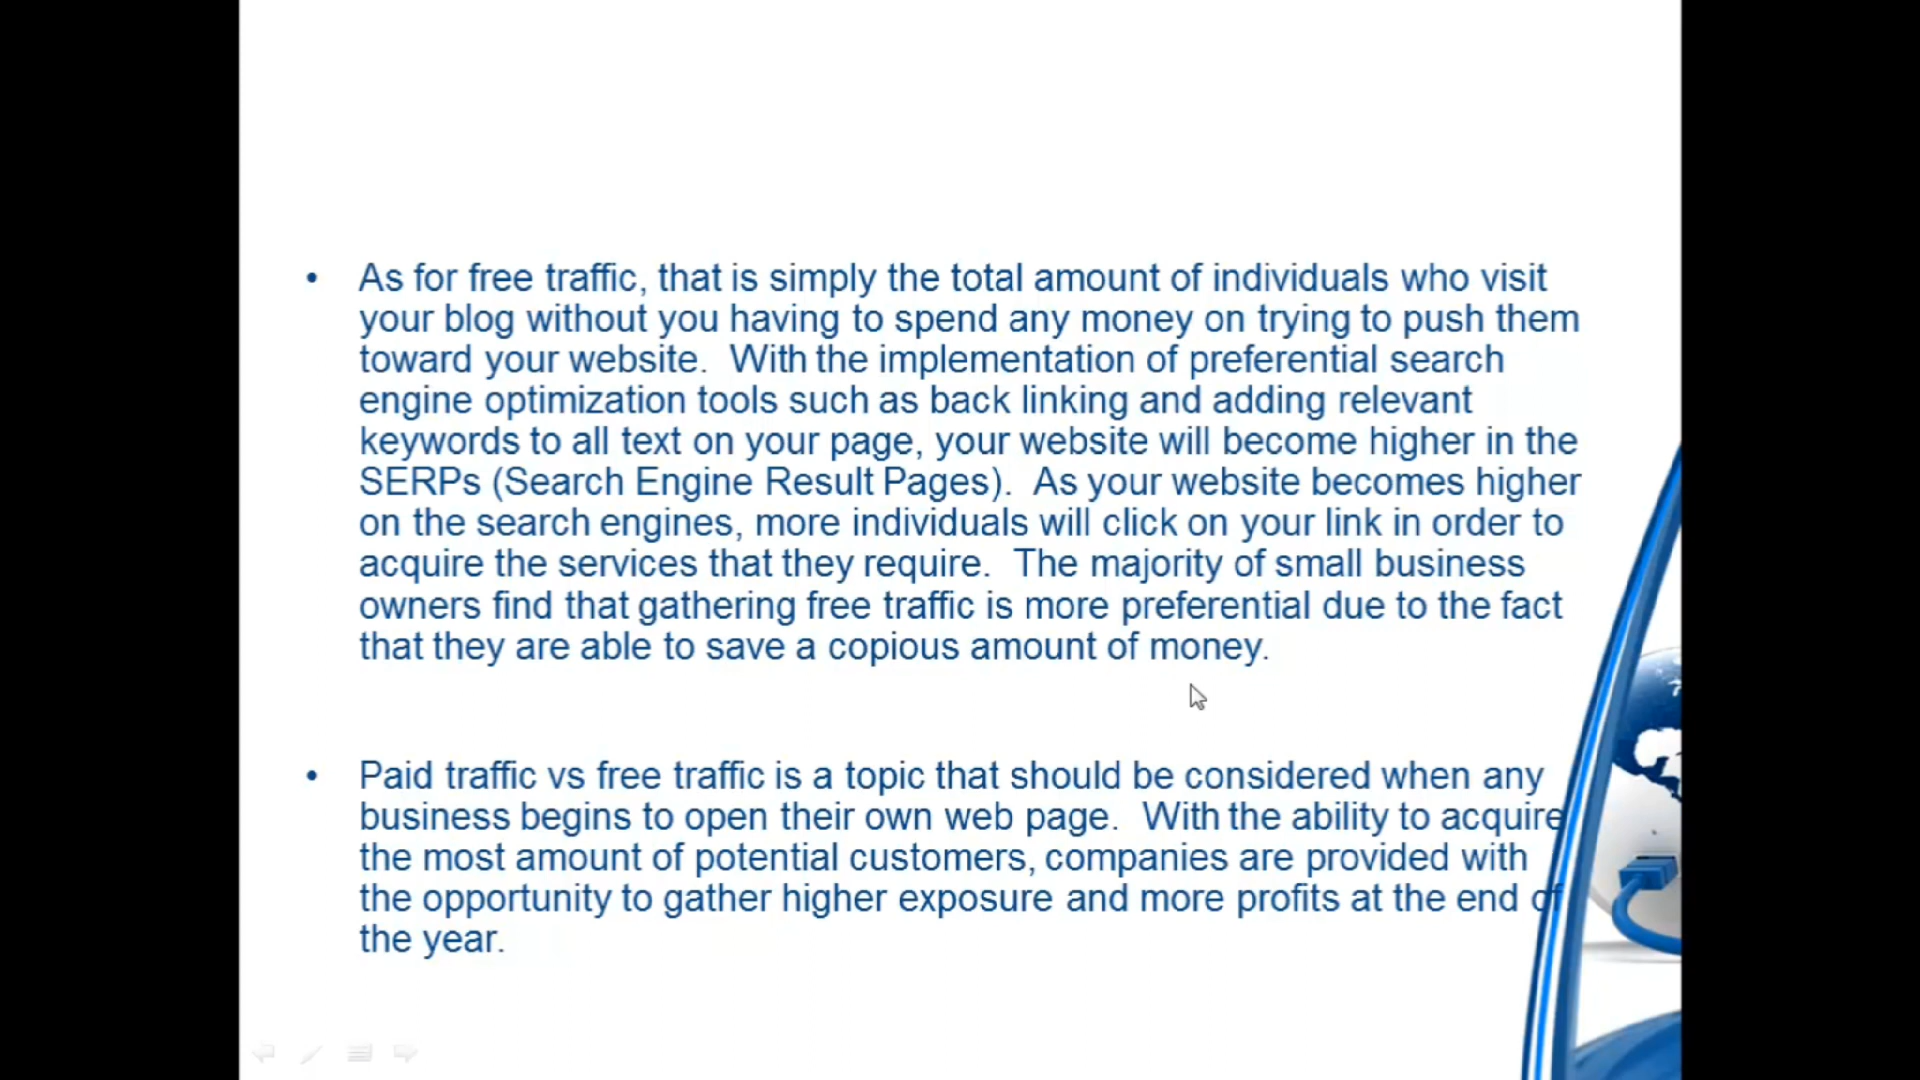 • As for free traffic, that is simply the total amount of individuals who visit
your blog without you having to spend any money on trying to push them
toward your website.  With the implementation of preferential search
engine optimization tools such as back linking and adding relevant
keywords to all text on your page, your website will become higher in the
SERPs (Search Engine Result Pages).  As your website becomes higher
on the search engines, more individuals will click on your link in order to
acquire the services that they require.  The majority of small business
owners find that gathering free traffic is more preferential due to the fact
that they are able to save a copious amount of money.
• Paid traffic vs free traffic is a topic that should be considered when any
business begins to open their own web page.  With the ability to acquire
the most amount of potential customers, companies are provided with
the opportunity to gather higher exposure and more profits at the end of
the year.